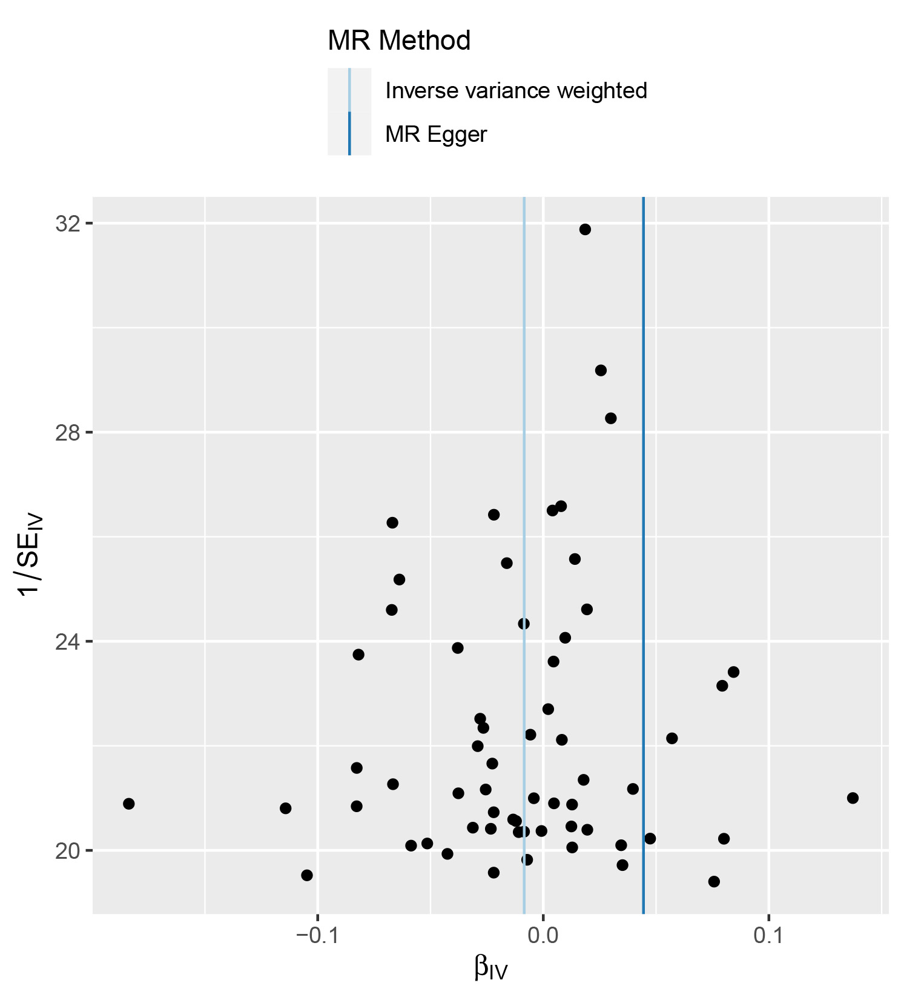 MR Method
Inverse variance weighted
MR Egger
32
28
24
20
1/SEIV
−0.1
0.0
0.1
βIV